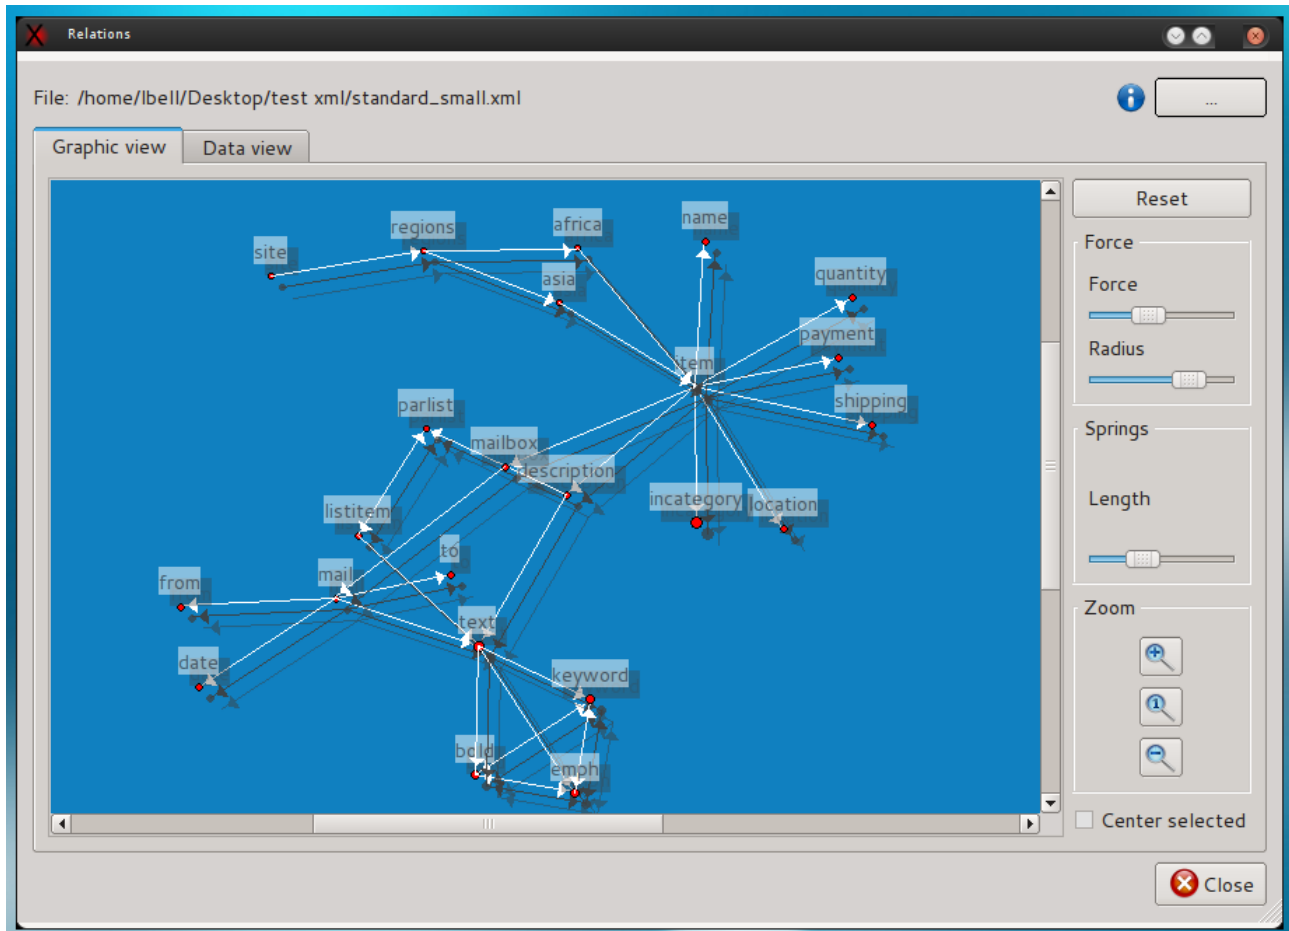 Relations
File: /home/lbell/Desktop/test xml/standard_small.xml
...
Graphic view
Data view
site
regions
africa
name
asia
quantity
payment
item
shipping
parlist
mailbox
description
incategory
location
listitem
to
from
mail
text
date
keyword
bold
emph
Reset
Force
Force
Radius
Springs
Length
Zoom
1
Center selected
Close